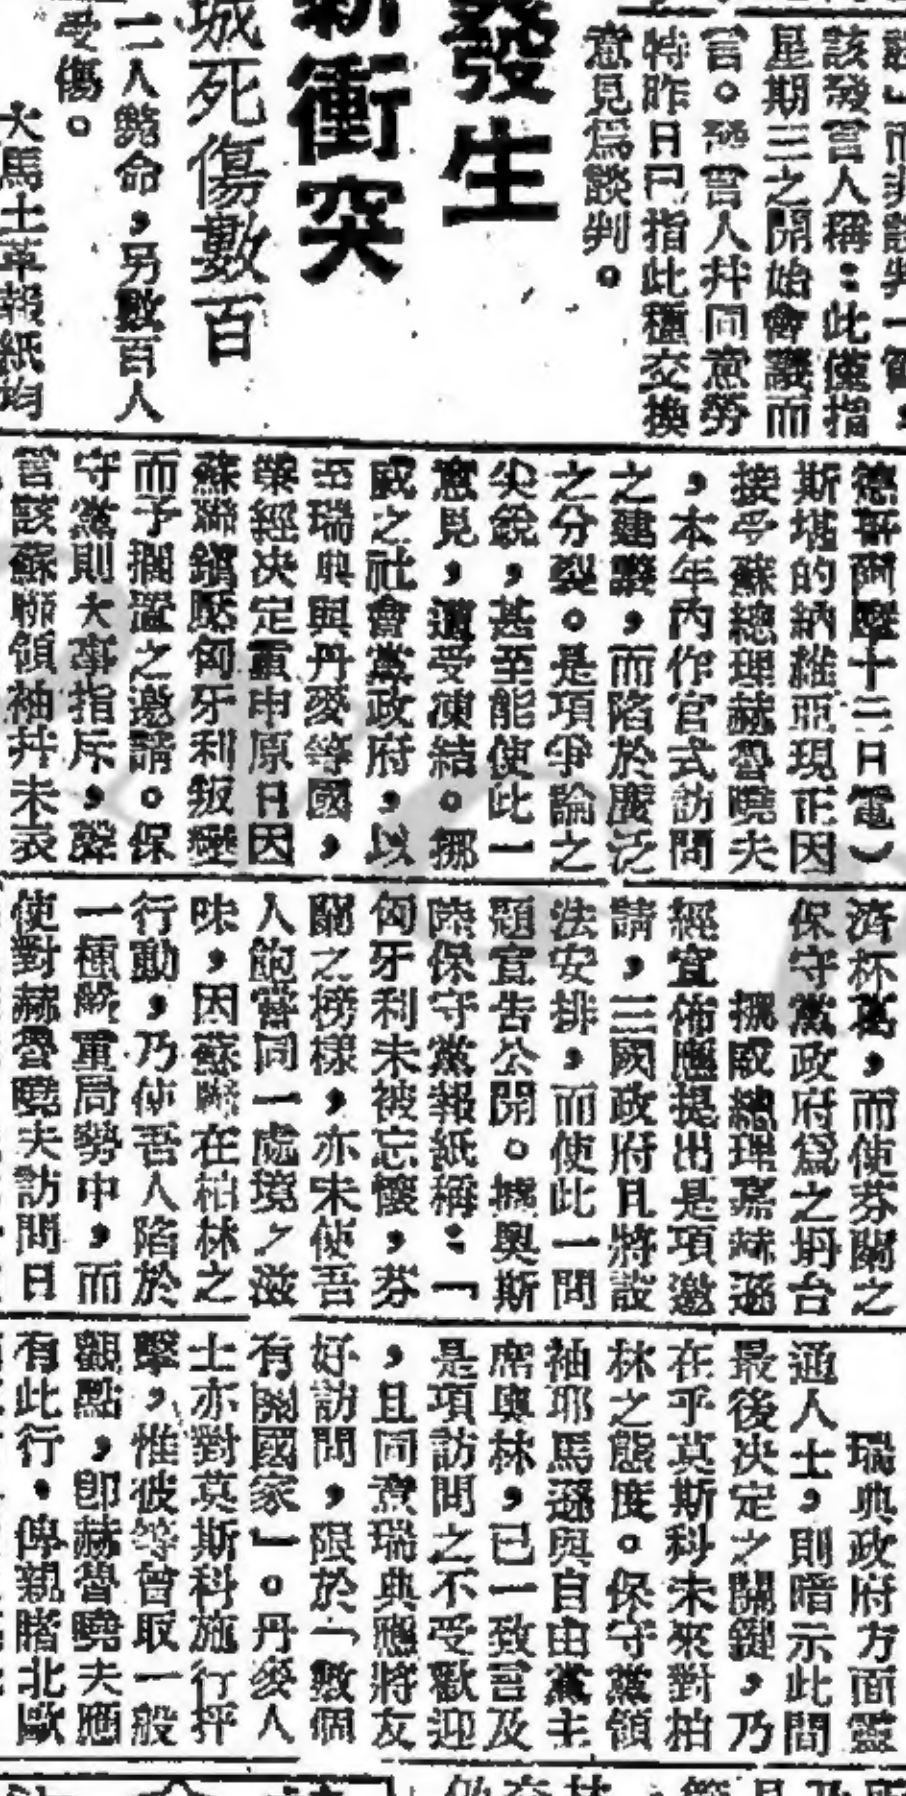 該發言人稱：此僅指
星期三之開始會議而
言。發言人幷同意勞
特昨日已指此種交換
意見爲談判。
發生
新衝突
城死傷數百
二人斃命，另數百人
受傷。
大馬士革報紙均
德哥爾摩十三日電）
斯堪的納維亞現正因
接受蘇總理赫魯曉夫
，本年內作官式訪問
之建議，而陷於廣泛
之分裂。是項爭論之
尖銳，甚至能使此一
意見，遭受凍結。挪
威之社會黨政府，以
至瑞典與丹麥等國，
業經决定重申原日因
蘇聯鎮壓匈牙利叛變
而予擱置之邀請。保
守黨則大事指斥，聲
言該蘇聯領袖幷未表
濟杯葛，而使芬蘭之
保守黨政府爲之坍台
挪威總理嘉赫遜
經宣佈應提出是項邀
請，三國政府且將設
法安排，而使此一問
題宣告公開。據奧斯
陸保守黨報紙稱：「
匈牙利未被忘懷，芬
蘭之榜樣，亦未使吾
人飽嘗同一處境之滋
味，因蘇聯在柏林之
行動，乃使吾人陷於
一種嚴重局勢中，而
使對赫魯曉夫訪問日
瑞典政府方面靈
通人士，則暗示此間
最後決定之關鍵，乃
在乎莫斯科未來對柏
林之態度。保守黨領
袖耶馬遜與自由黨主
席奧林，已一致言及
是項訪問之不受歡迎
，且同意瑞典應將友
好訪問，限於「數個
有關國家」。丹麥人
士亦對莫斯科施行抨
擊，惟彼等曾取一般
觀點，卽赫魯曉夫應
有此行，俾親睹北歐